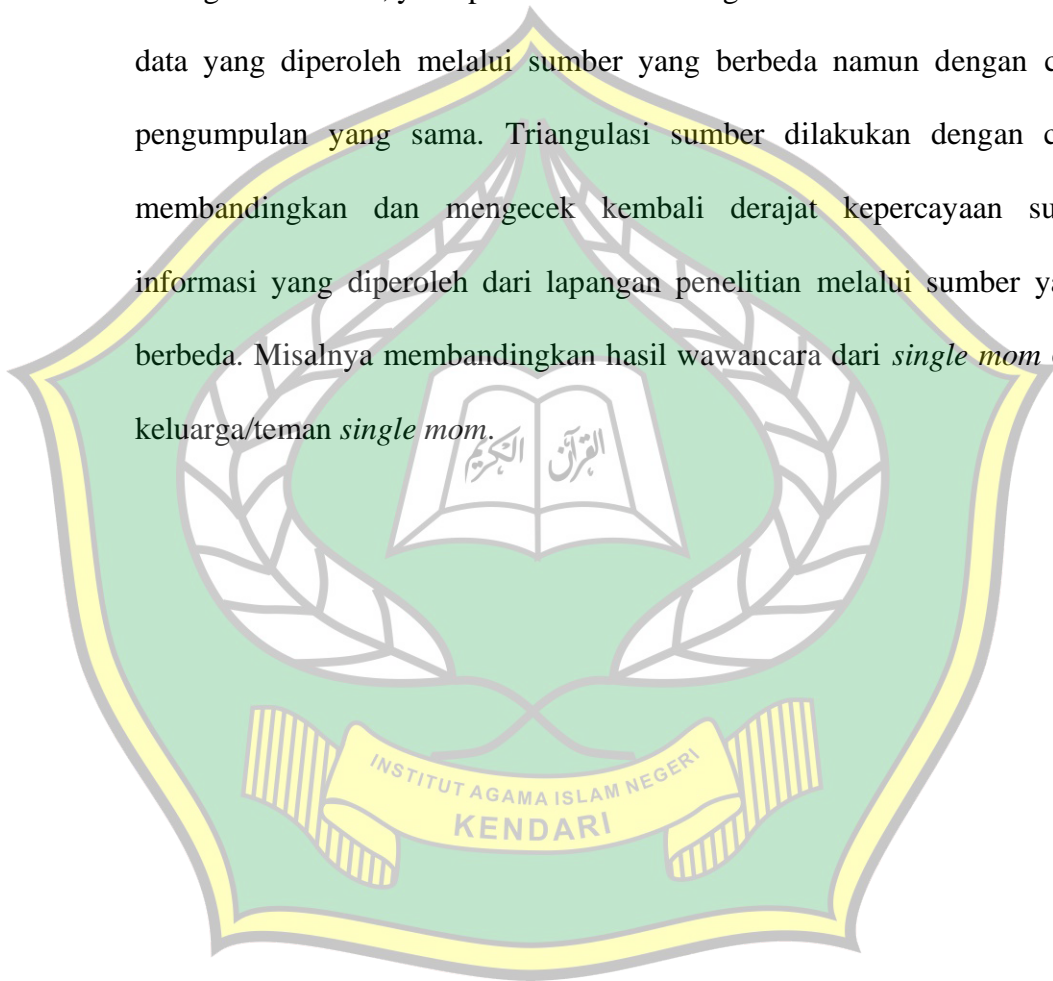 data yang diperoleh melalui sumber yang berbeda namun dengan
pengumpulan yang sama. Triangulasi sumber dilakukan dengan
membandingkan dan mengecek kembali derajat kepercayaan
informasi yang diperoleh dari lapangan penelitian melalui sumber
berbeda. Misalnya membandingkan hasil wawancara dari single mom
keluarga/teman single mom.
القرآن الكريم
INSTITUT AGAMA ISLAM NEGERI
KENDARI